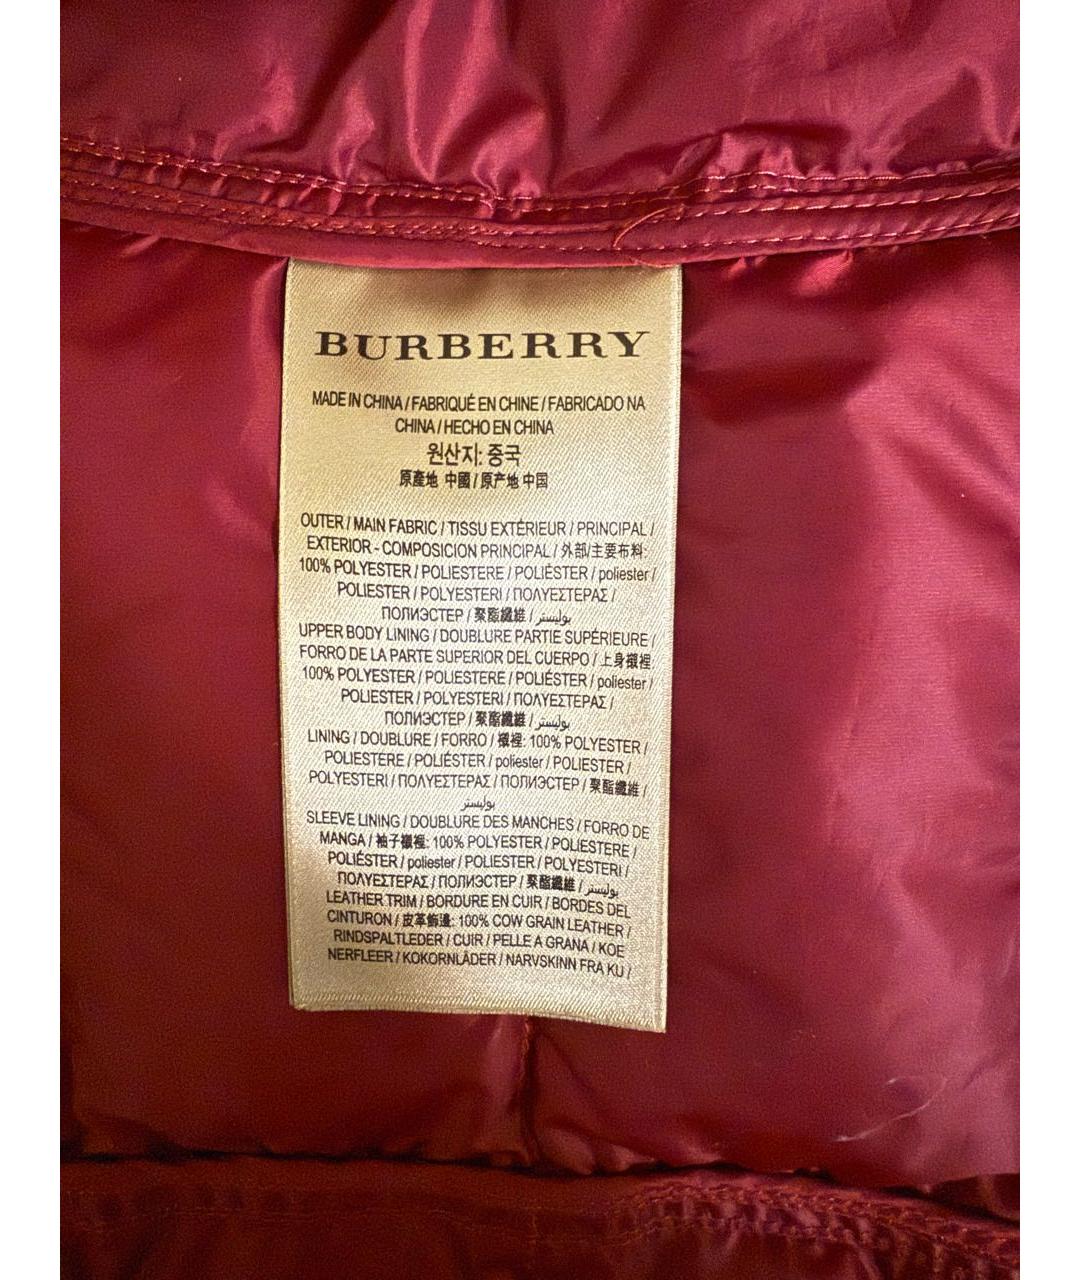 BURBERRY
MADE IN CHINA / FABRIQUÉ EN CHINE / FABRICADO NA
CHINA / HECHO EN CHINA
원산지: 중국
原產地 中國 / 原产地 中国
OUTER / MAIN FABRIC / TISSU EXTÉRIEUR / PRINCIPAL /
EXTERIOR - COMPOSICION PRINCIPAL / 外部/主要布料:
100% POLYESTER / POLIESTERE / POLIÉSTER / poliester /
POLIESTER / POLYESTERI / ΠΟΛΥΕΣΤΕΡΑΣ /
ПОЛИЭСТЕР / 聚酯纖維 / بوليستر
UPPER BODY LINING / DOUBLURE PARTIE SUPÉRIEURE /
FORRO DE LA PARTE SUPERIOR DEL CUERPO / 上身襯裡
100% POLYESTER / POLIESTERE / POLIÉSTER / poliester /
POLIESTER / POLYESTERI / ΠΟΛΥΕΣΤΕΡΑΣ /
ПОЛИЭСТЕР / 聚酯纖維 / بوليستر
LINING / DOUBLURE / FORRO / 襯裡: 100% POLYESTER /
POLIESTERE / POLIÉSTER / poliester / POLIESTER /
POLYESTERI / ΠΟΛΥΕΣΤΕΡΑΣ / ПОЛИЭСТЕР / 聚酯纖維 /
بوليستر
SLEEVE LINING / DOUBLURE DES MANCHES / FORRO DE
MANGA / 袖子襯裡: 100% POLYESTER / POLIESTERE /
POLIÉSTER / poliester / POLIESTER / POLYESTERI /
ΠΟΛΥΕΣΤΕΡΑΣ / ПОЛИЭСТЕР / 聚酯纖維 / بوليستر
LEATHER TRIM / BORDURE EN CUIR / BORDES DEL
CINTURON / 皮革飾邊: 100% COW GRAIN LEATHER /
RINDSPALTLEDER / CUIR / PELLE A GRANA / KOE
NERFLEER / KOKORNLÄDER / NARVSKINN FRA KU /